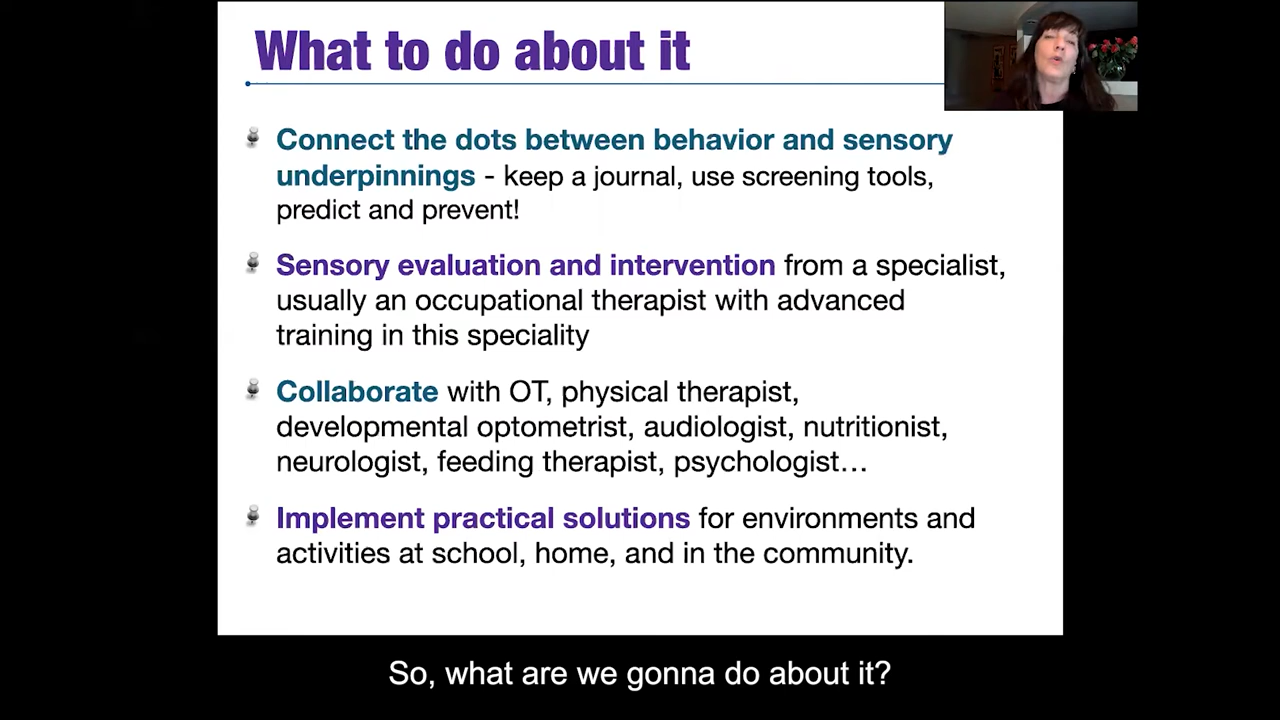 What to do about it
Connect the dots between behavior and sensory
underpinnings - keep a journal, use screening tools,
predict and prevent!
Sensory evaluation and intervention from a specialist,
usually an occupational therapist with advanced
training in this speciality
Collaborate with OT, physical therapist,
developmental optometrist, audiologist, nutritionist,
neurologist, feeding therapist, psychologist...
Implement practical solutions for environments and
activities at school, home, and in the community.
So, what are we gonna do about it?